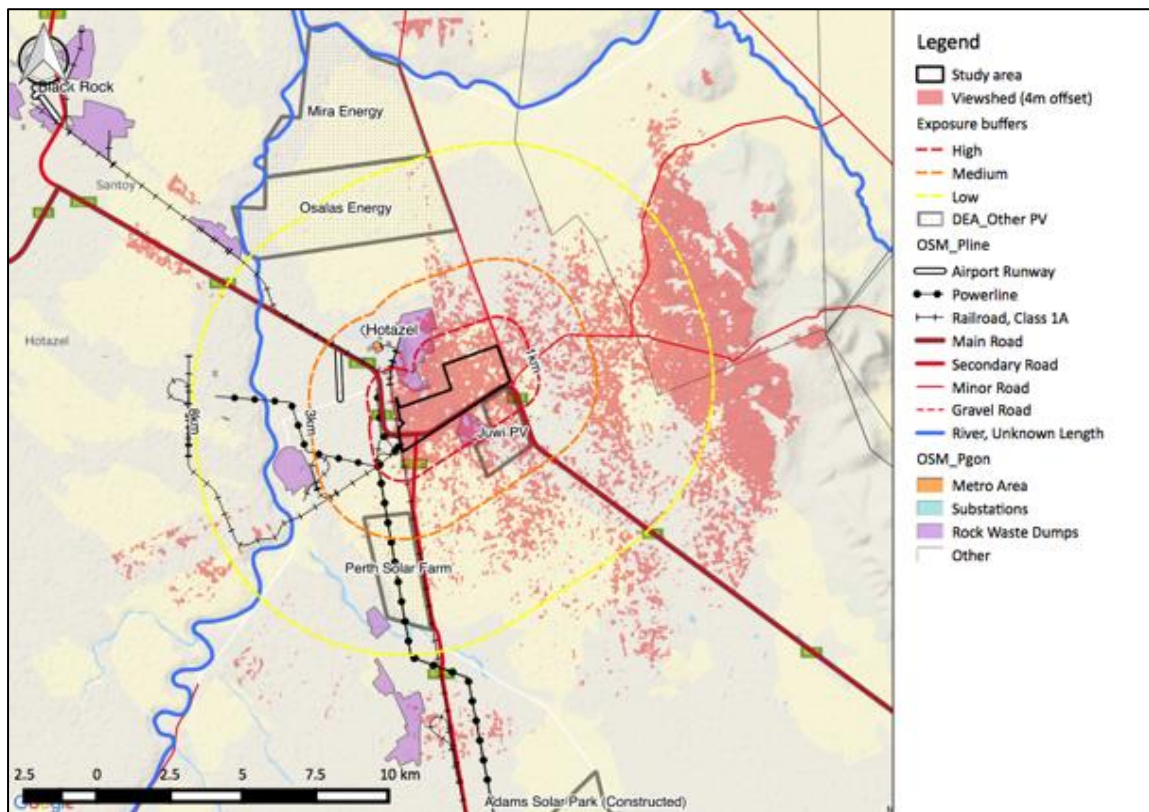 Black Rock
Santoy
Mira Energy
Osalas Energy
Hotazel
Hotazel
1km
3km
8km
Juwi PV
Perth Solar Farm
2.5 0 2.5 5 7.5 10 km
Google
Adams Solar Park (Constructed)
Legend
Study area
Viewshed (4m offset)
Exposure buffers
High
Medium
Low
DEA_Other PV
OSM_Pline
Airport Runway
Powerline
Railroad, Class 1A
Main Road
Secondary Road
Minor Road
Gravel Road
River, Unknown Length
OSM_Pgon
Metro Area
Substations
Rock Waste Dumps
Other